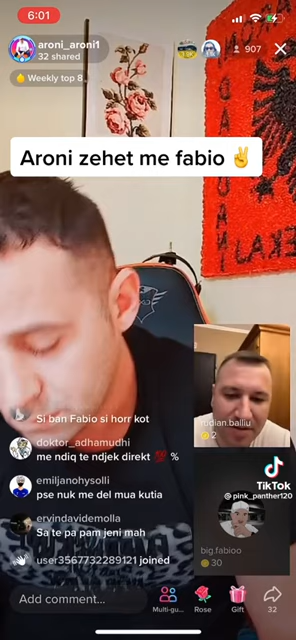 6:01
aroni_aroni1
32 shared
907
Weekly top 8
Aroni zehet me fabio ✌️
Si ban Fabio si horr kot
doktor_adhamudhi
me ndiq te ndjek direkt 💯 %
emiljanohysolli
pse nuk me del mua kutia
ervindavidemolla
Sa te pa pam jeni mah
user3567732289121 joined
2
TikTok
@pink_panther120
big.fabioo
30
Add comment...
Multi-gu...
Rose
Gift
32